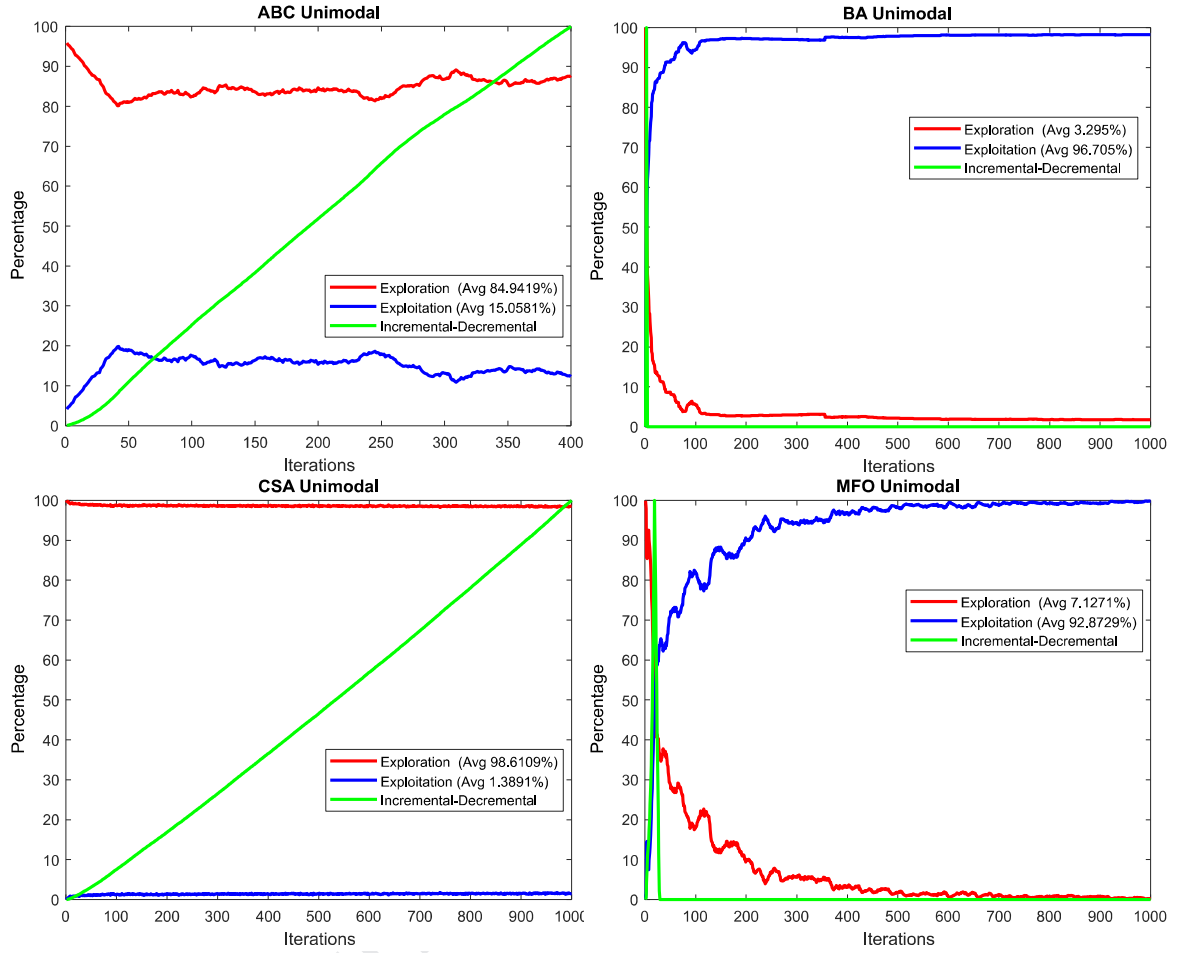 ABC Unimodal
100
90
80
70
60
50
40
30
20
10
0
Percentage
Exploration (Avg 84.9419%)
Exploitation (Avg 15.0581%)
Incremental-Decremental
0 50 100 150 200 250 300 350 400
Iterations
BA Unimodal
100
90
80
70
60
50
40
30
20
10
0
Percentage
Exploration (Avg 3.295%)
Exploitation (Avg 96.705%)
Incremental-Decremental
0 100 200 300 400 500 600 700 800 900 1000
Iterations
CSA Unimodal
100
90
80
70
60
50
40
30
20
10
0
Percentage
Exploration (Avg 98.6109%)
Exploitation (Avg 1.3891%)
Incremental-Decremental
0 100 200 300 400 500 600 700 800 900 1000
Iterations
MFO Unimodal
100
90
80
70
60
50
40
30
20
10
0
Percentage
Exploration (Avg 7.1271%)
Exploitation (Avg 92.8729%)
Incremental-Decremental
0 100 200 300 400 500 600 700 800 900 1000
Iterations